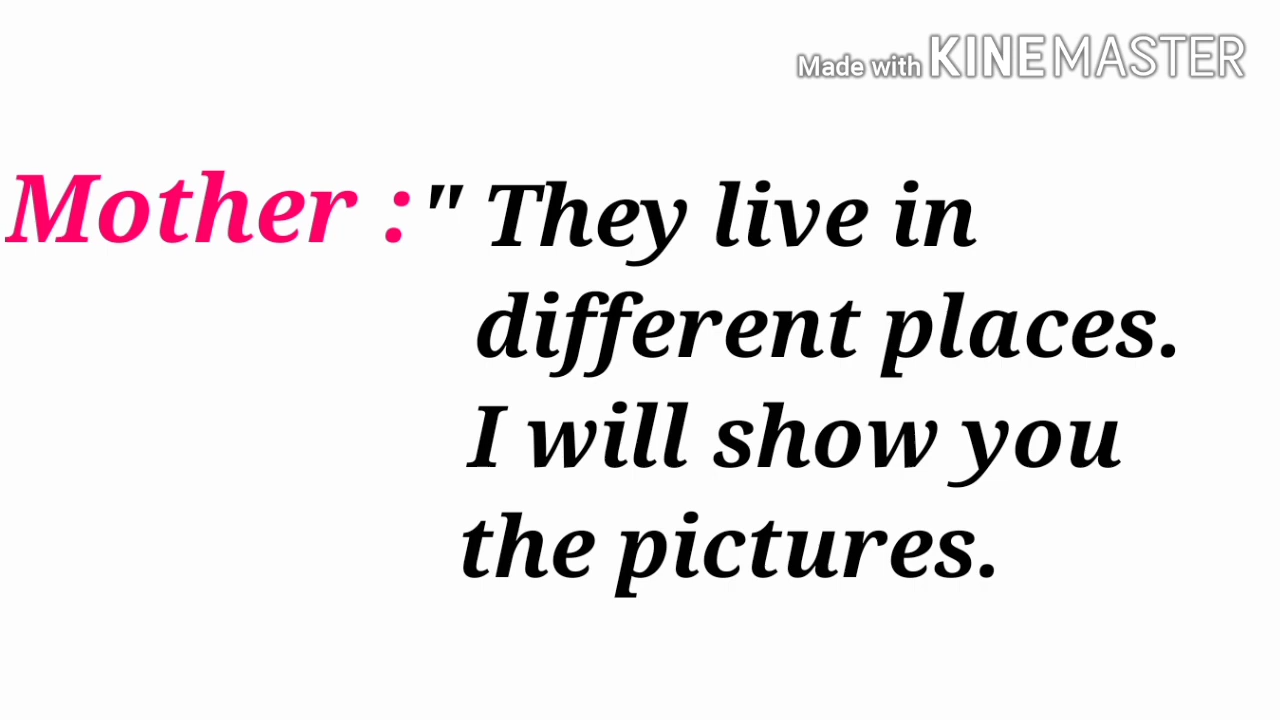 Made with KINEMASTER
Mother : " They live in
different places.
I will show you
the pictures.